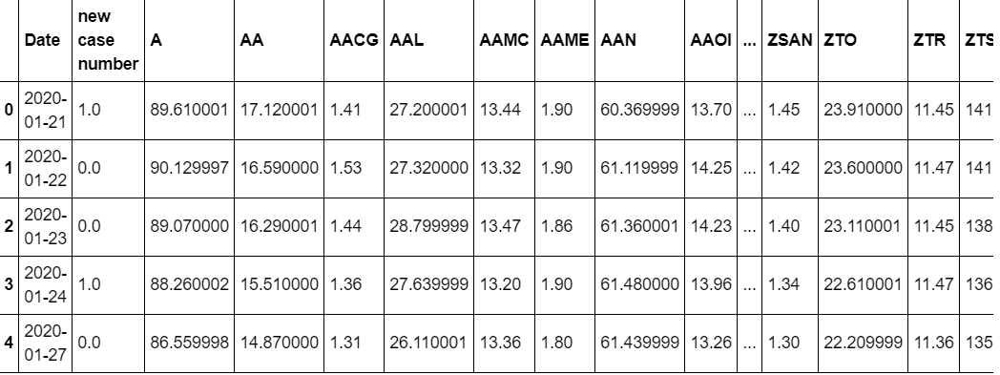 Date new case number A AA AACG AAL AAMC AAME AAN AAOI ... ZSAN ZTO ZTR ZTS
0 2020-01-21 1.0 89.610001 17.120001 1.41 27.200001 13.44 1.90 60.369999 13.70 ... 1.45 23.910000 11.45 141
1 2020-01-22 0.0 90.129997 16.590000 1.53 27.320000 13.32 1.90 61.119999 14.25 ... 1.42 23.600000 11.47 141
2 2020-01-23 0.0 89.070000 16.290001 1.44 28.799999 13.47 1.86 61.360001 14.23 ... 1.40 23.110001 11.45 138
3 2020-01-24 1.0 88.260002 15.510000 1.36 27.639999 13.20 1.90 61.480000 13.96 ... 1.34 22.610001 11.47 136
4 2020-01-27 0.0 86.559998 14.870000 1.31 26.110001 13.36 1.80 61.439999 13.26 ... 1.30 22.209999 11.36 135